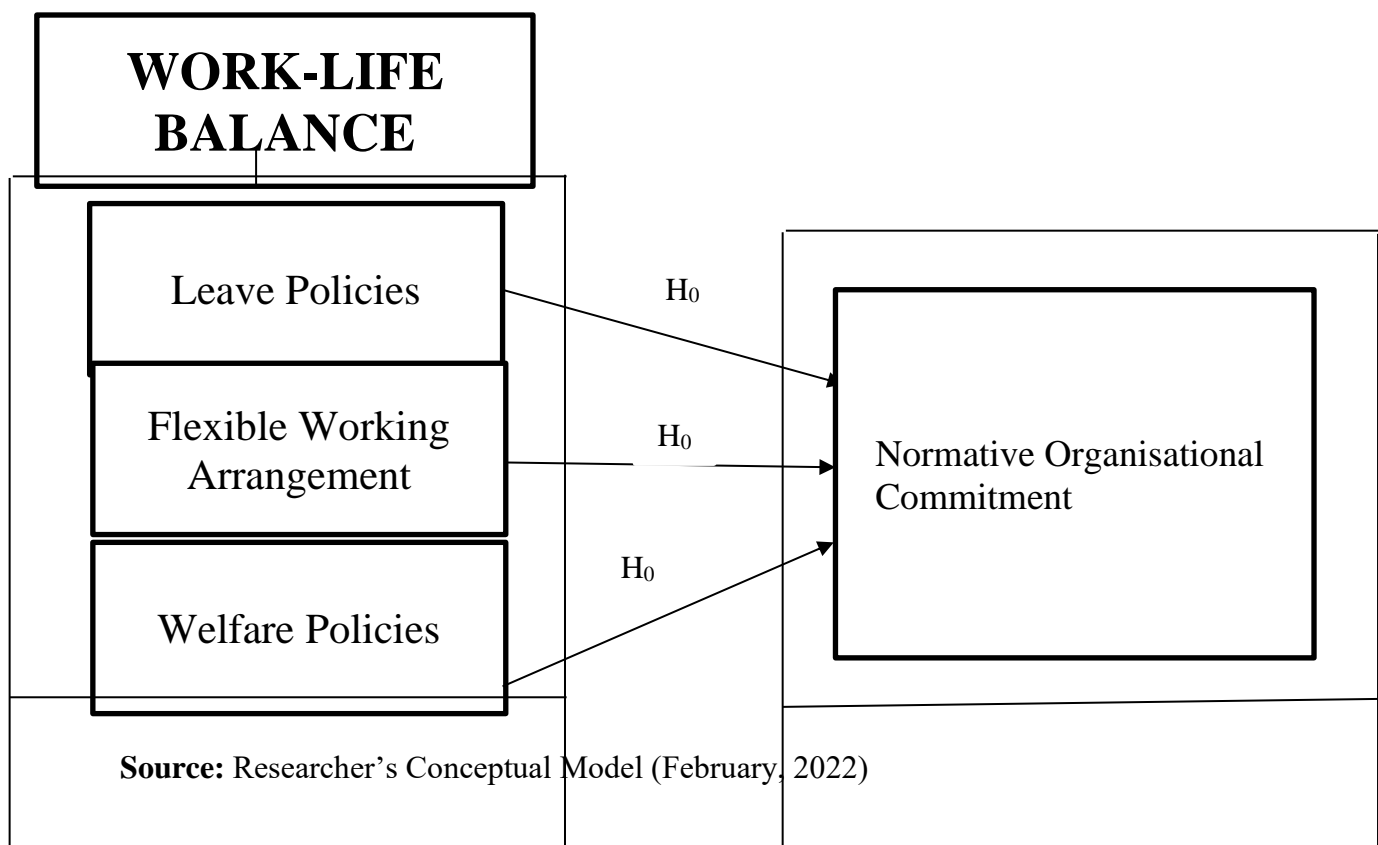 WORK-LIFE
BALANCE
Leave Policies
H₀
Flexible Working
Arrangement
H₀
Normative Organisational
Commitment
Welfare Policies
H₀
Source: Researcher’s Conceptual Model (February, 2022)